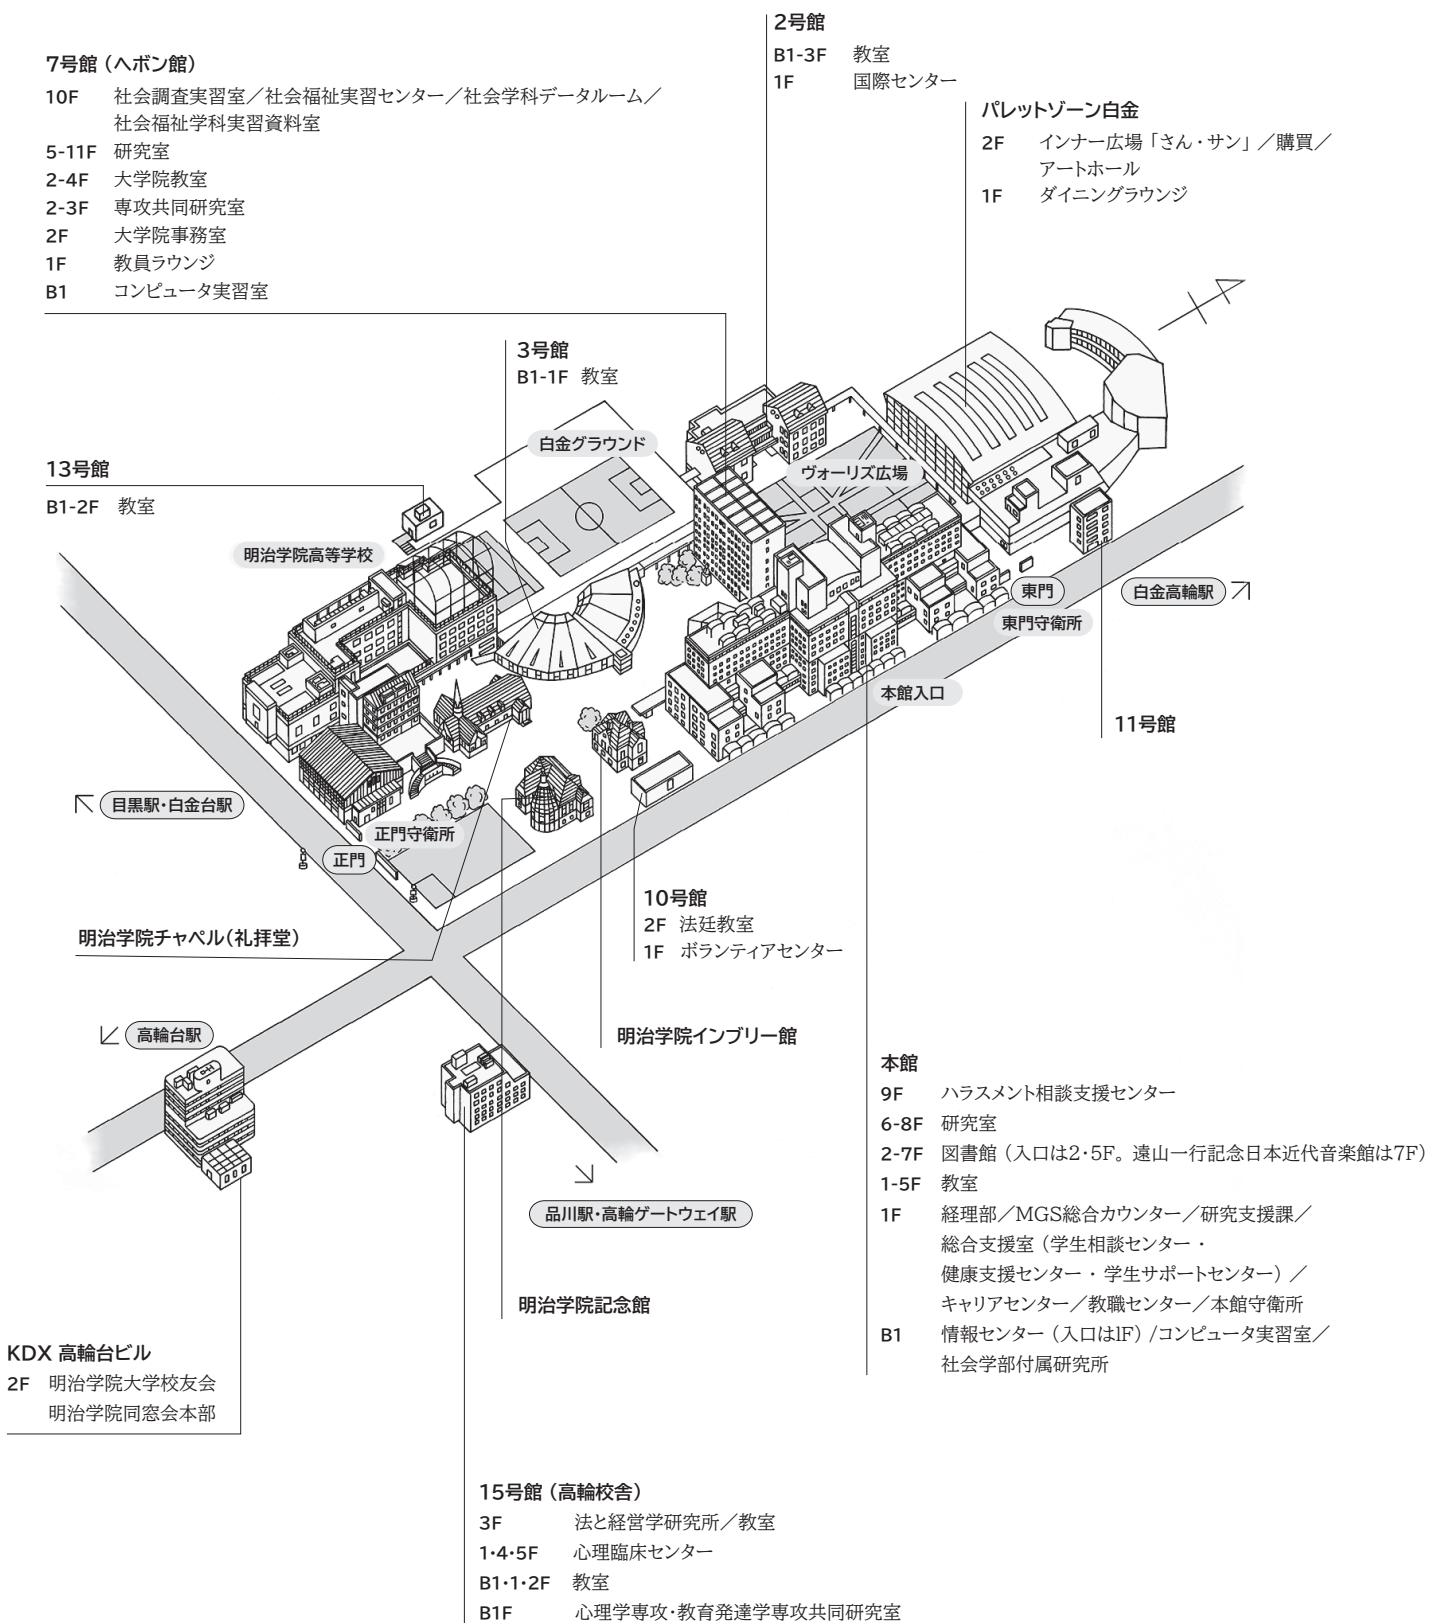 2号館
B1-3F 教室
1F 国際センター
7号館（ヘボン館）
10F 社会調査実習室／社会福祉実習センター／社会学科データルーム／
社会福祉学科実習資料室
5-11F 研究室
2-4F 大学院教室
2-3F 専攻共同研究室
2F 大学院事務室
1F 教員ラウンジ
B1 コンピュータ実習室
パレットゾーン白金
2F インナー広場「さん・サン」／購買／
アートホール
1F ダイニングラウンジ
3号館
B1-1F 教室
白金グラウンド
ヴォーリズ広場
13号館
B1-2F 教室
明治学院高等学校
東門
白金高輪駅
東門守衛所
本館入口
11号館
目黒駅・白金台駅
正門守衛所
正門
10号館
2F 法廷教室
1F ボランティアセンター
明治学院チャペル（礼拝堂）
高輪台駅
明治学院インブリー館
本館
9F ハラスメント相談支援センター
6-8F 研究室
2-7F 図書館（入口は2・5F。遠山一行記念日本近代音楽館は7F）
1-5F 教室
1F 経理部／MGS総合カウンター／研究支援課／
総合支援室（学生相談センター・
健康支援センター・学生サポートセンター）／
キャリアセンター／教職センター／本館守衛所
B1 情報センター（入口は1F）/コンピュータ実習室／
社会学部付属研究所
品川駅・高輪ゲートウェイ駅
明治学院記念館
KDX 高輪台ビル
2F 明治学院大学校友会
明治学院同窓会本部
15号館（高輪校舎）
3F 法と経営学研究所／教室
1・4・5F 心理臨床センター
B1・1・2F 教室
B1F 心理学専攻・教育発達学専攻共同研究室